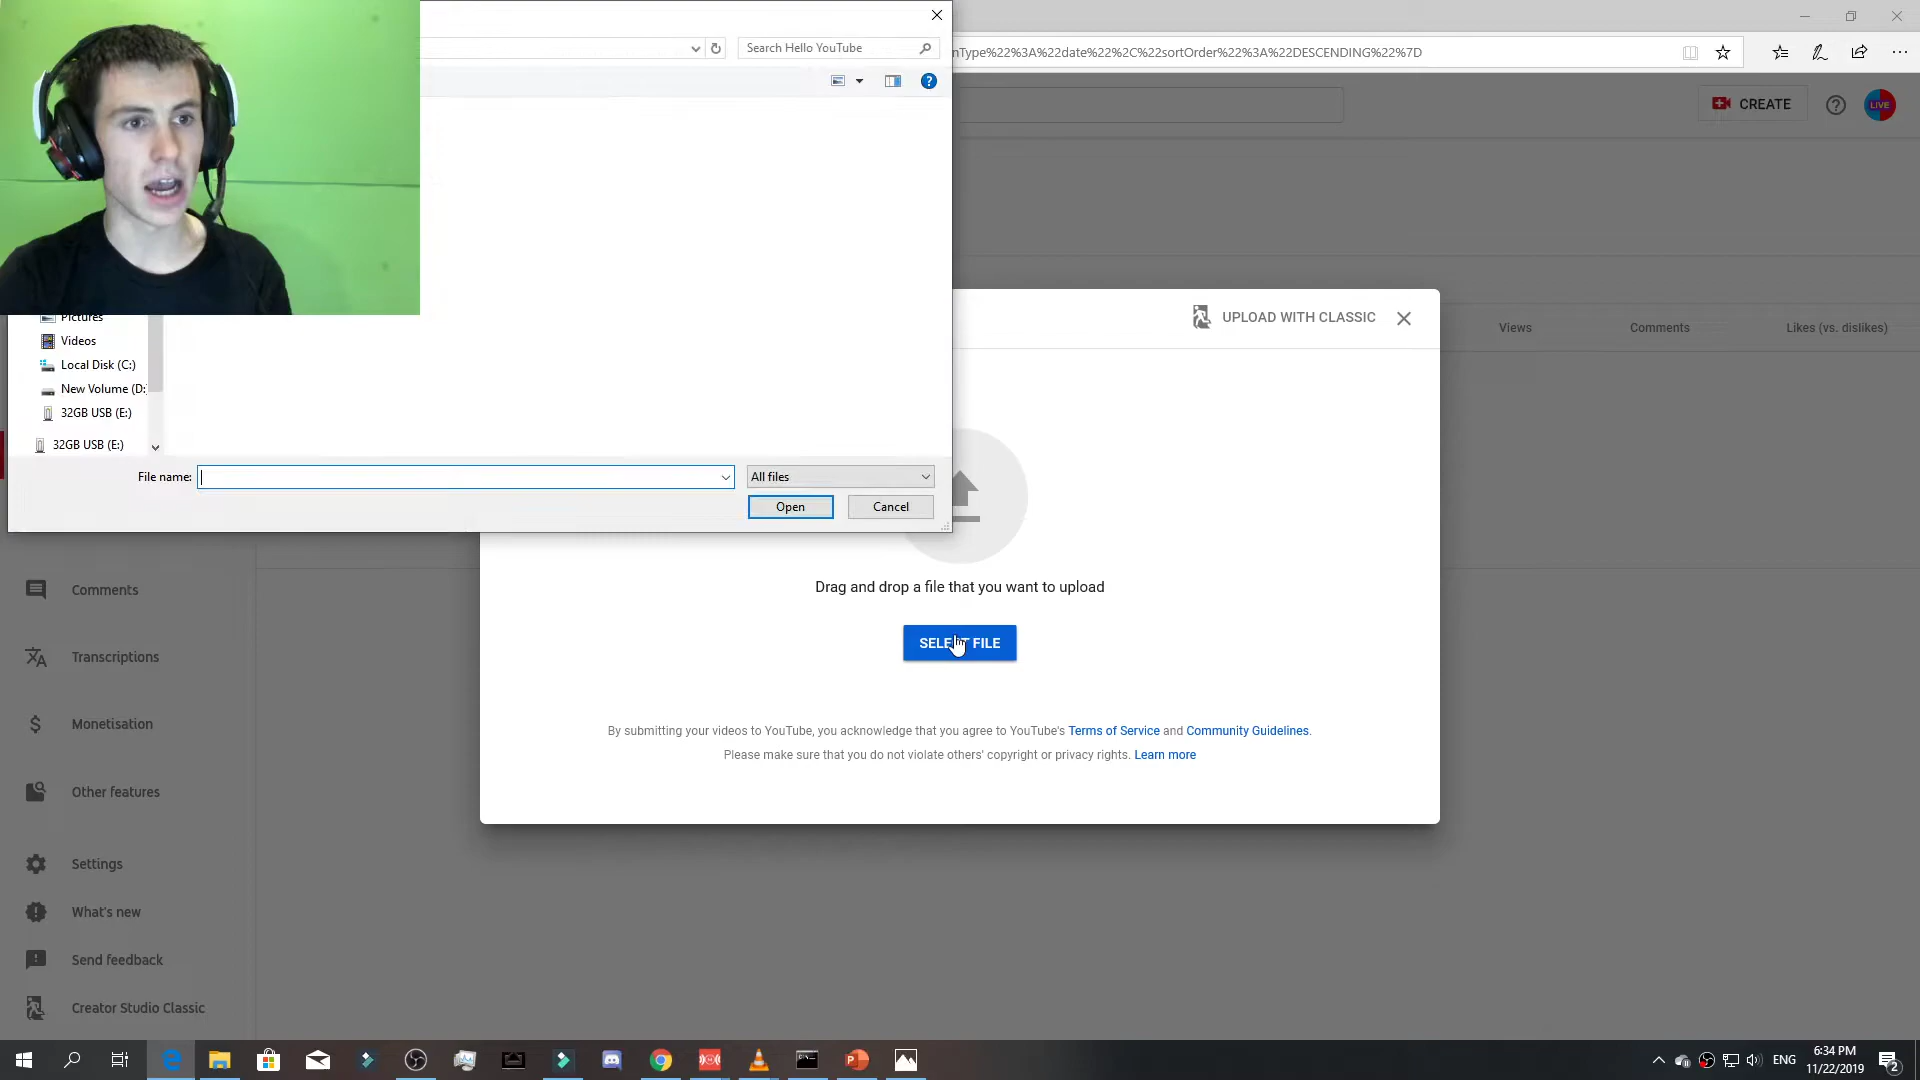 Search Hello YouTube
nType%22%3A%22date%22%2C%22sortOrder%22%3A%22DESCENDING%22%7D
CREATE
LIVE
Pictures
Videos
Local Disk (C:)
New Volume (D:
32GB USB (E:)
32GB USB (E:)
File name:
All files
Open
Cancel
UPLOAD WITH CLASSIC
Views
Comments
Likes (vs. dislikes)
Drag and drop a file that you want to upload
SELECT FILE
By submitting your videos to YouTube, you acknowledge that you agree to YouTube's Terms of Service and Community Guidelines.
Please make sure that you do not violate others' copyright or privacy rights. Learn more
Comments
Transcriptions
Monetisation
Other features
Settings
What's new
Send feedback
Creator Studio Classic
ENG
6:34 PM
11/22/2019
2